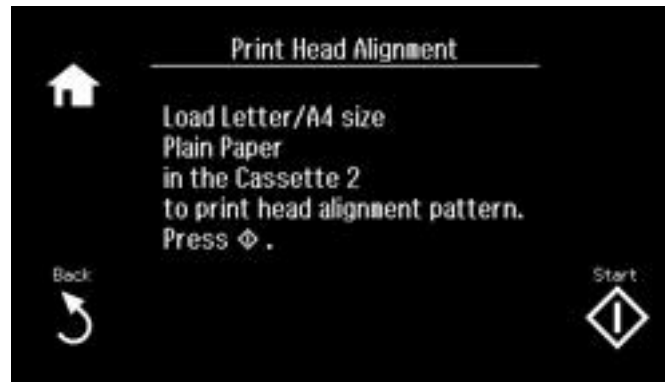 Print Head Alignment
Load Letter/A4 size
Plain Paper
in the Cassette 2
to print head alignment pattern.
Press ⟐.
Back
Start